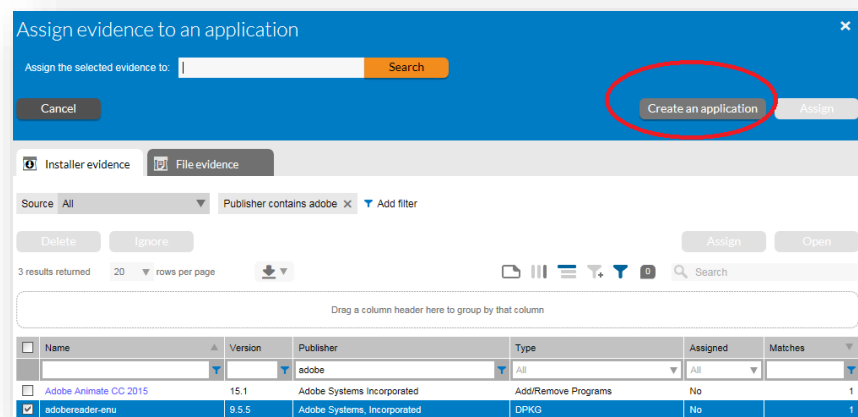 Assign evidence to an application ×
Assign the selected evidence to: Search
Cancel Create an application Assign
Installer evidence File evidence
Source All Publisher contains adobe × Add filter
Delete Ignore Assign Open
3 results returned 20 rows per page 0 Search
Drag a column header here to group by that column
Name Version Publisher Type Assigned Matches
adobe All All
Adobe Animate CC 2015 15.1 Adobe Systems Incorporated Add/Remove Programs No 1
adobereader-enu 9.5.5 Adobe Systems, Incorporated DPKG No 1